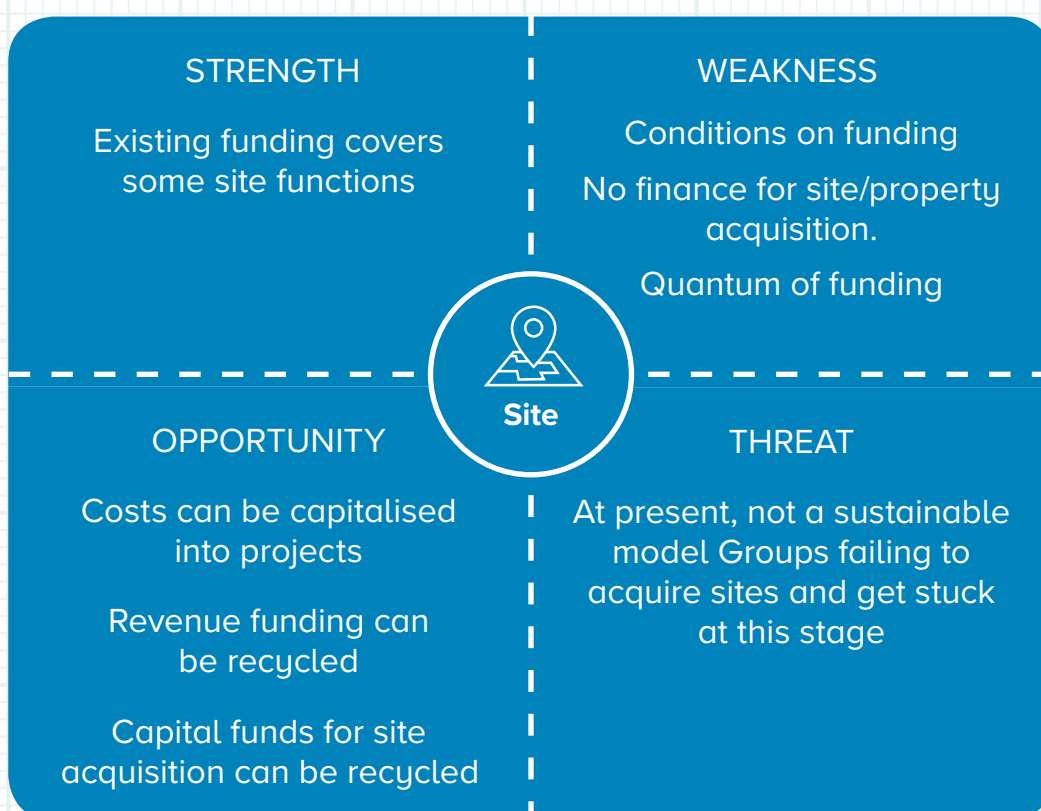 STRENGTH
Existing funding covers
some site functions
WEAKNESS
Conditions on funding
No finance for site/property
acquisition.
Quantum of funding
Site
OPPORTUNITY
Costs can be capitalised
into projects
Revenue funding can
be recycled
Capital funds for site
acquisition can be recycled
THREAT
At present, not a sustainable
model Groups failing to
acquire sites and get stuck
at this stage